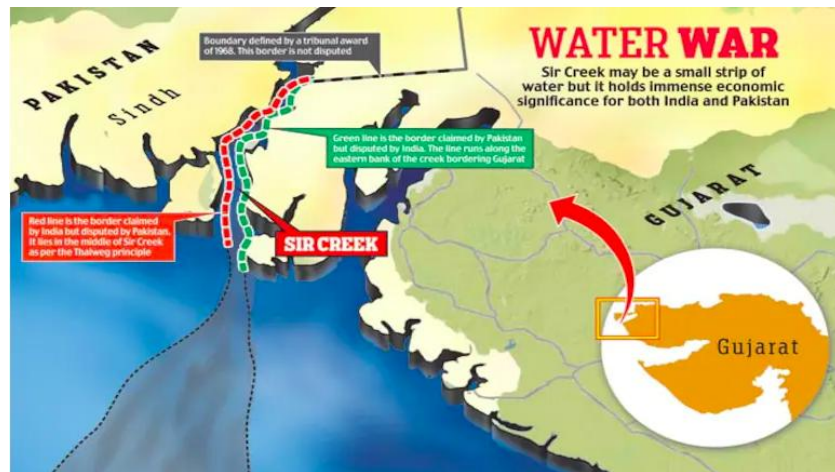 WATER WAR
Sir Creek may be a small strip of
water but it holds immense economic
significance for both India and Pakistan
Boundary defined by a tribunal award
of 1968. This border is not disputed
PAKISTAN
Sindh
Green line is the border claimed by Pakistan
but disputed by India. The line runs along the
eastern bank of the creek bordering Gujarat
GUJARAT
Red line is the border claimed
by India but disputed by Pakistan.
It lies in the middle of Sir Creek
as per the Thalweg principle
SIR CREEK
Gujarat